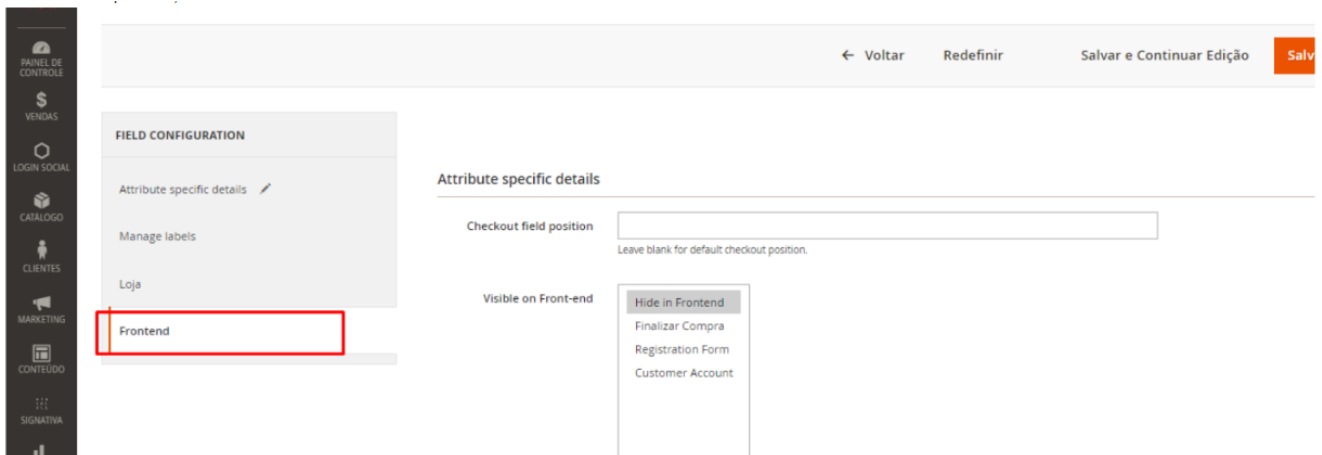 PAINEL DE
CONTROLE
VENDAS
LOGIN SOCIAL
CATÁLOGO
CLIENTES
MARKETING
CONTEÚDO
SIGNATIVA
← Voltar Redefinir Salvar e Continuar Edição Salv
FIELD CONFIGURATION
Attribute specific details
Manage labels
Loja
Frontend
Attribute specific details
Checkout field position
Leave blank for default checkout position.
Visible on Front-end
Hide in Frontend
Finalizar Compra
Registration Form
Customer Account